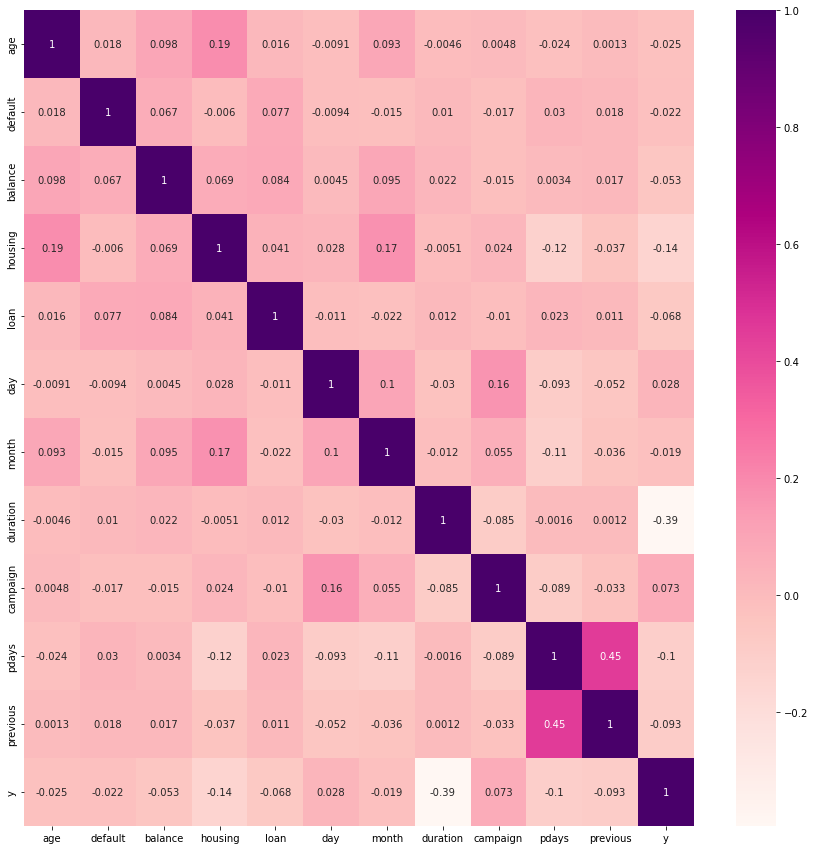 age 1 0.018 0.098 0.19 0.016 -0.0091 0.093 -0.0046 0.0048 -0.024 0.0013 -0.025
default 0.018 1 0.067 -0.006 0.077 -0.0094 -0.015 0.01 -0.017 0.03 0.018 -0.022
balance 0.098 0.067 1 0.069 0.084 0.0045 0.095 0.022 -0.015 0.0034 0.017 -0.053
housing 0.19 -0.006 0.069 1 0.041 0.028 0.17 -0.0051 0.024 -0.12 -0.037 -0.14
loan 0.016 0.077 0.084 0.041 1 -0.011 -0.022 0.012 -0.01 0.023 0.011 -0.068
day -0.0091 -0.0094 0.0045 0.028 -0.011 1 0.1 -0.03 0.16 -0.093 -0.052 0.028
month 0.093 -0.015 0.095 0.17 -0.022 0.1 1 -0.012 0.055 -0.11 -0.036 -0.019
duration -0.0046 0.01 0.022 -0.0051 0.012 -0.03 -0.012 1 -0.085 -0.0016 0.0012 -0.39
campaign 0.0048 -0.017 -0.015 0.024 -0.01 0.16 0.055 -0.085 1 -0.089 -0.033 0.073
pdays -0.024 0.03 0.0034 -0.12 0.023 -0.093 -0.11 -0.0016 -0.089 1 0.45 -0.1
previous 0.0013 0.018 0.017 -0.037 0.011 -0.052 -0.036 0.0012 -0.033 0.45 1 -0.093
y -0.025 -0.022 -0.053 -0.14 -0.068 0.028 -0.019 -0.39 0.073 -0.1 -0.093 1
age default balance housing loan day month duration campaign pdays previous y
1.0
0.8
0.6
0.4
0.2
0.0
−0.2